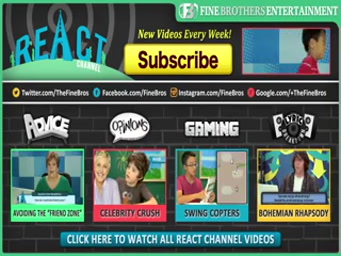 FINE BROTHERS ENTERTAINMENT
REACT
CHANNEL
New Videos Every Week!
Subscribe
Twitter.com/TheFineBros
Facebook.com/FineBros
Instagram.com/FineBros
Google.com/+TheFineBros
ADVICE
OPINIONS
GAMING
LYRIC
AVOIDING THE "FRIEND ZONE"
CELEBRITY CRUSH
SWING COPTERS
BOHEMIAN RHAPSODY
CLICK HERE TO WATCH ALL REACT CHANNEL VIDEOS